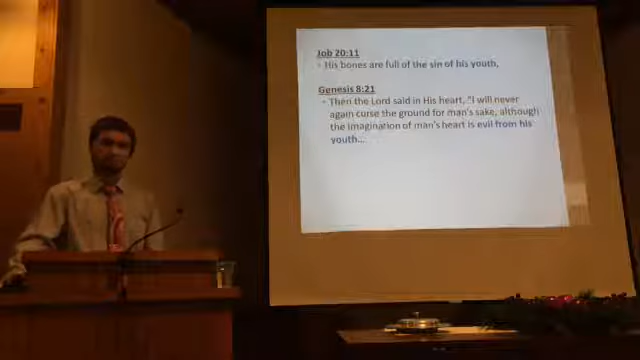 Job 20:11
- His bones are full of the sin of his youth,
Genesis 8:21
- Then the Lord said in His heart, "I will never
again curse the ground for man's sake, although
the imagination of man's heart is evil from his
youth...